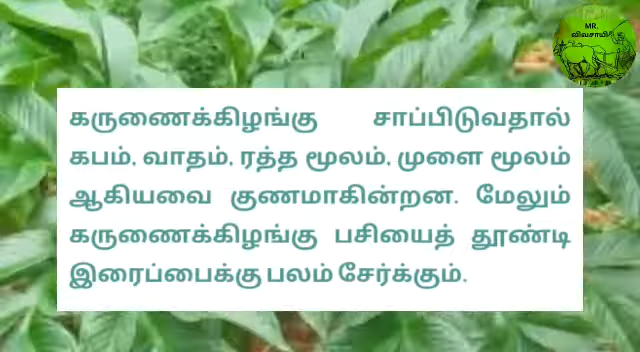 MR.
விவசாயி
கருணைக்கிழங்கு சாப்பிடுவதால்
கபம், வாதம், ரத்த மூலம், முளை மூலம்
ஆகியவை குணமாகின்றன. மேலும்
கருணைக்கிழங்கு பசியைத் தூண்டி
இரைப்பைக்கு பலம் சேர்க்கும்.